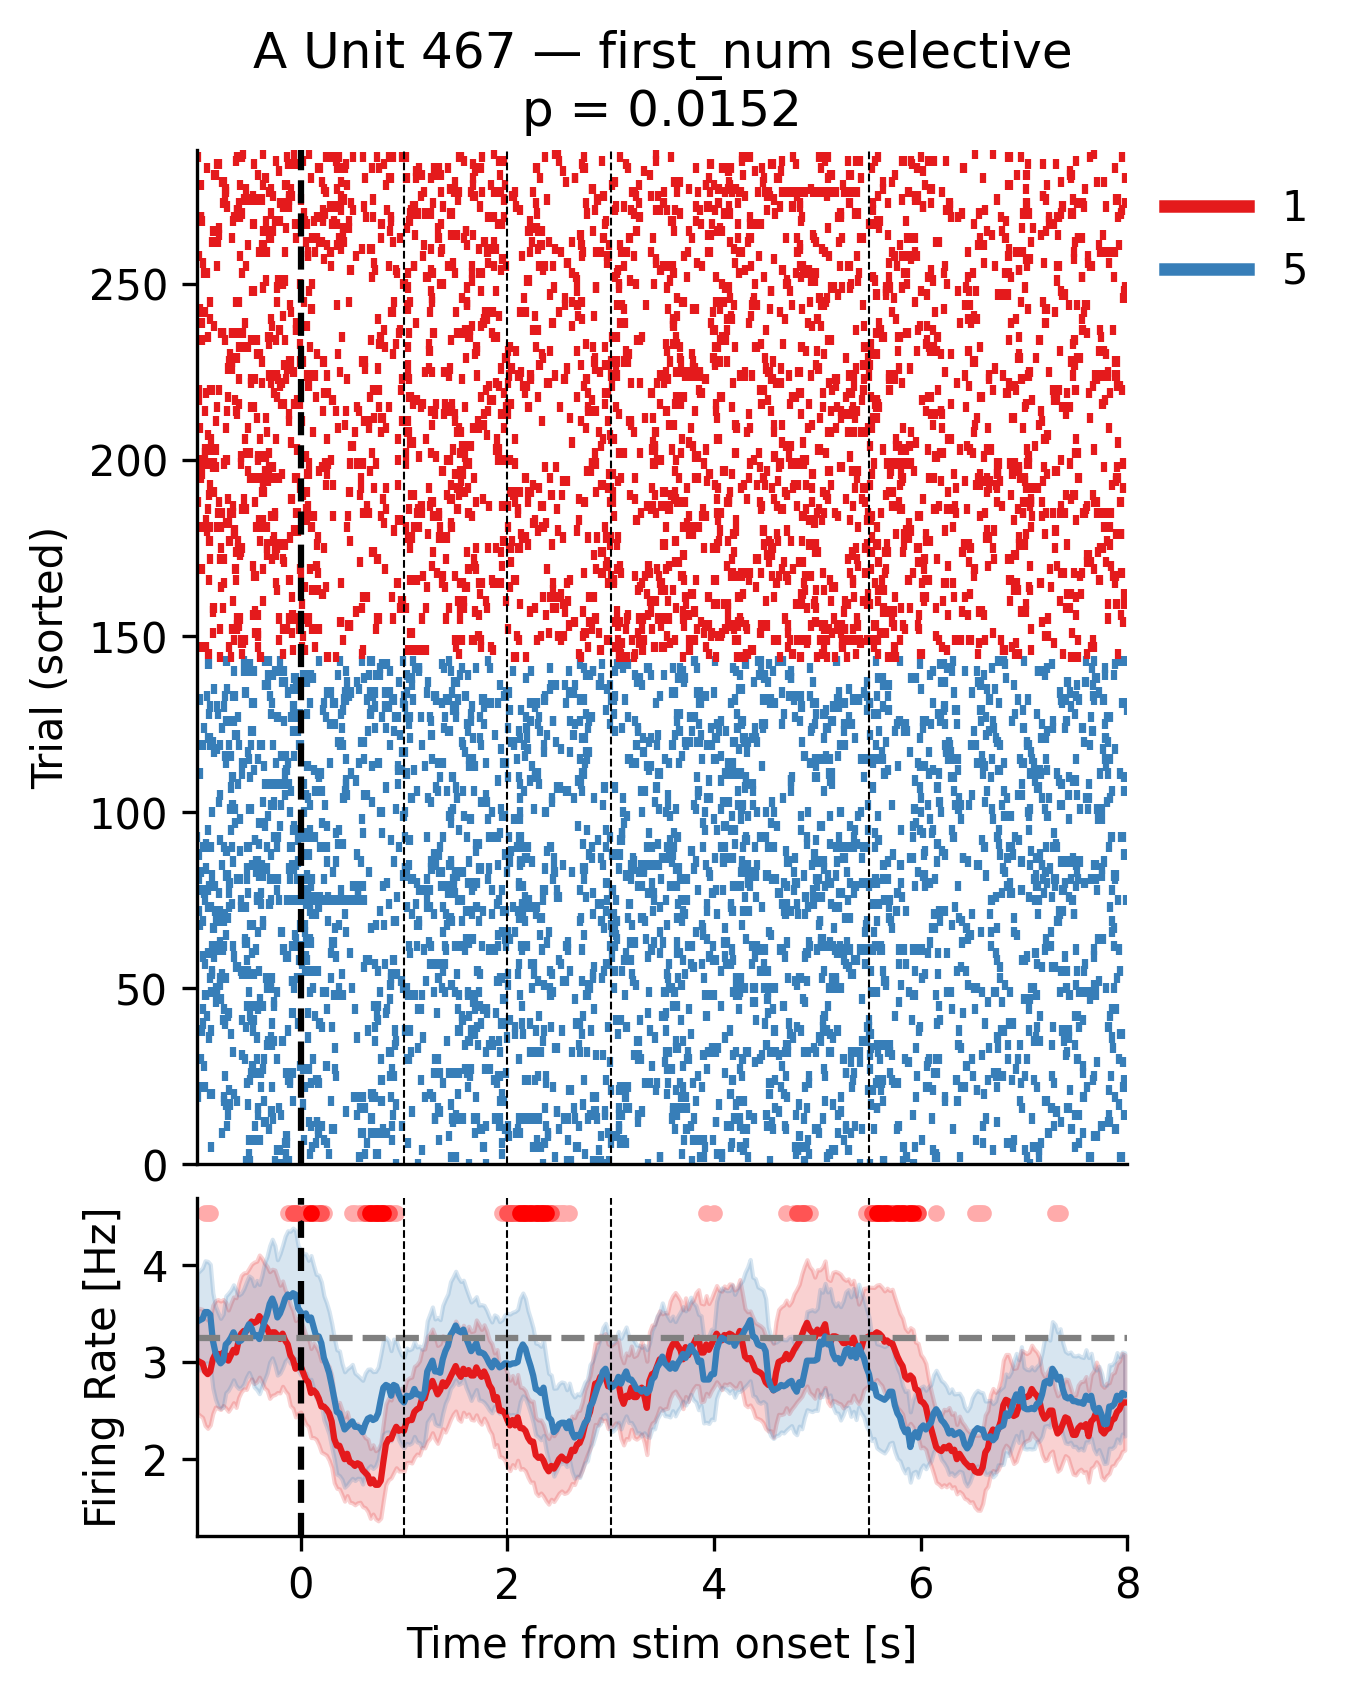 A Unit 467 — first_num selective
p = 0.0152
1
5
250
200
150
100
50
0
Trial (sorted)
4
3
2
Firing Rate [Hz]
0 2 4 6 8
Time from stim onset [s]